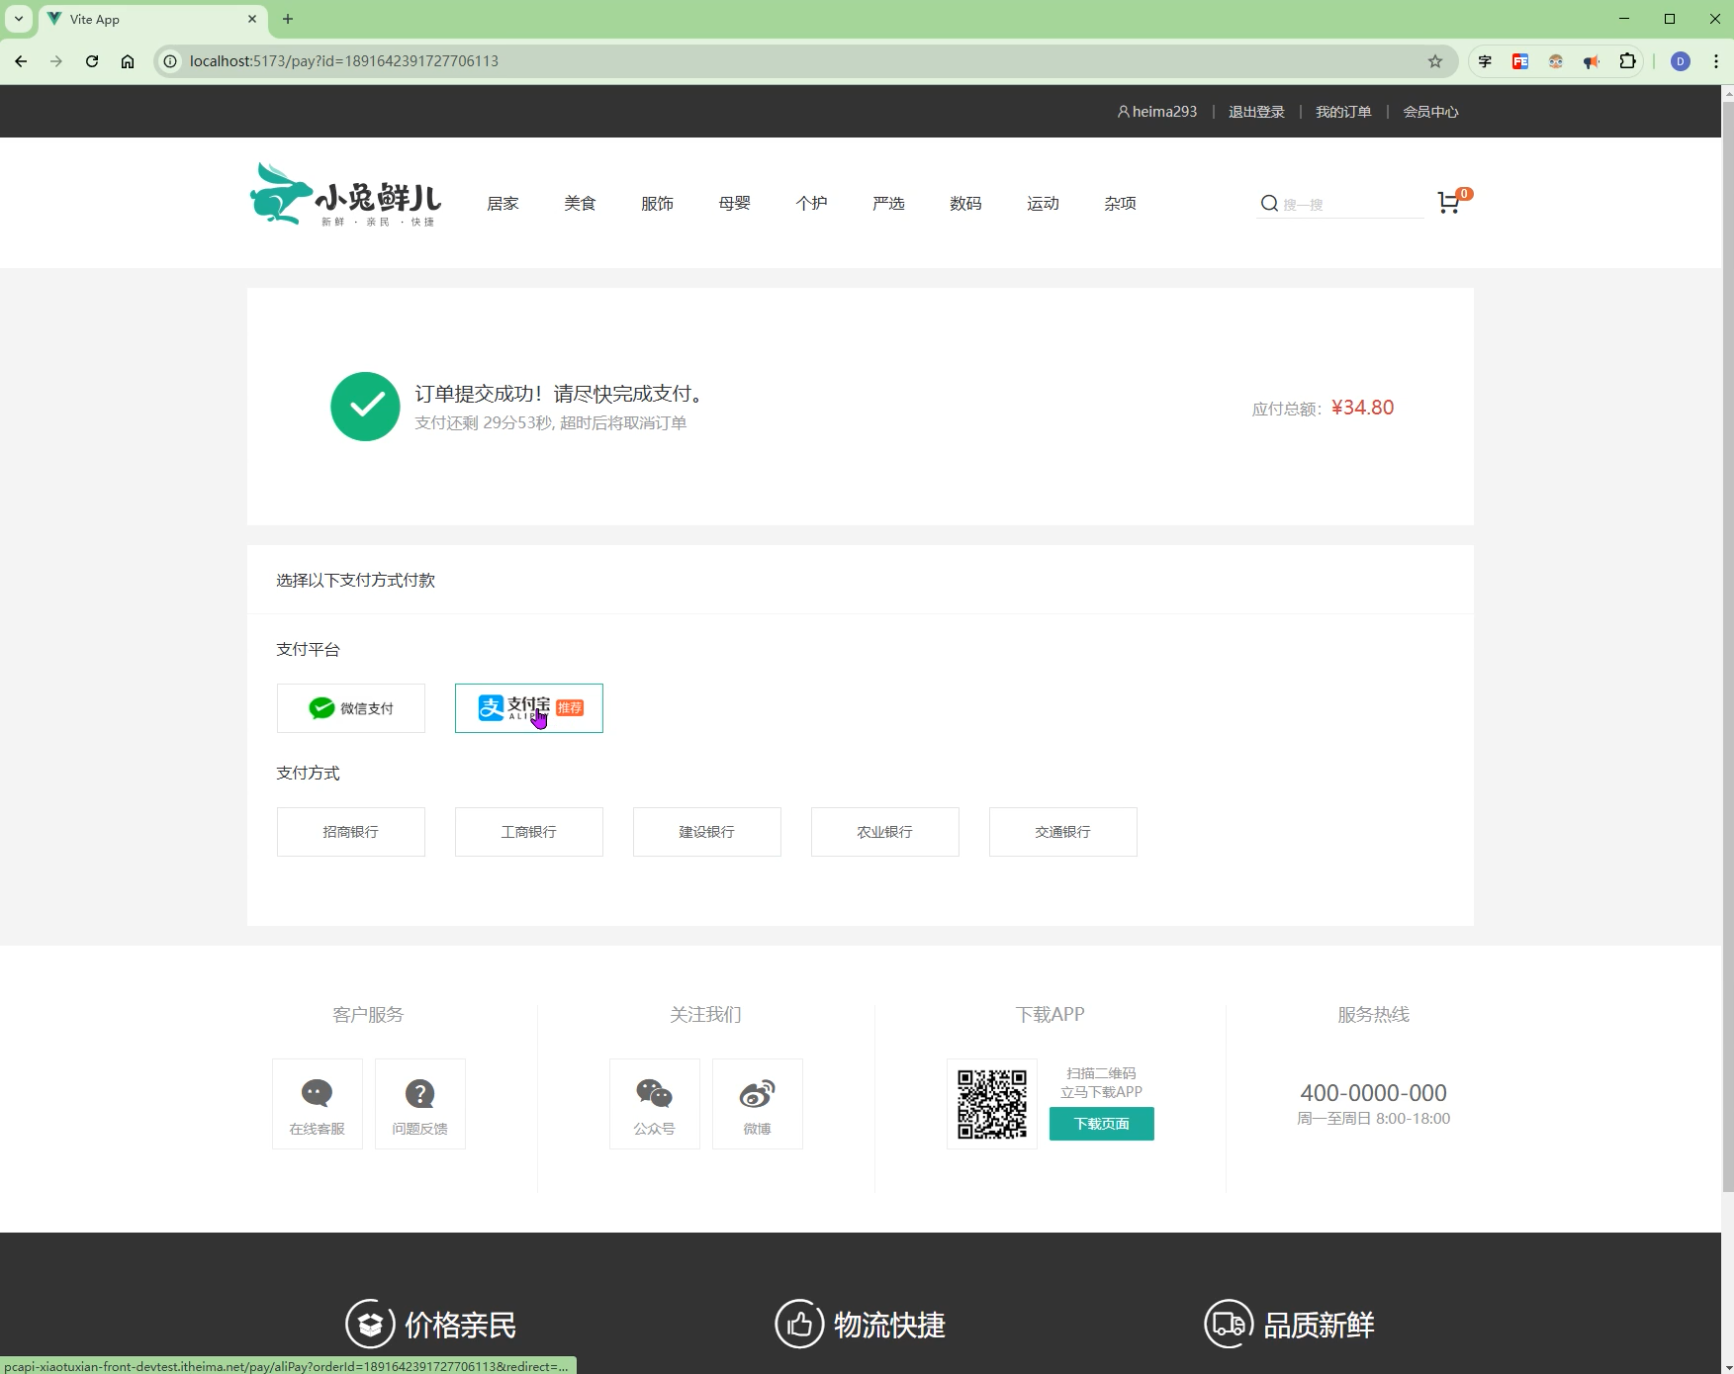 Vite App
localhost:5173/pay?id=1891642391727706113
字
FE
D
heima293 | 退出登录 | 我的订单 | 会员中心
小兔鲜儿
新鲜 · 亲民 · 快捷
居家 美食 服饰 母婴 个护 严选 数码 运动 杂项
搜一搜
0
订单提交成功！请尽快完成支付。
支付还剩 29分53秒, 超时后将取消订单
应付总额：¥34.80
选择以下支付方式付款
支付平台
微信支付
支付宝 推荐
支付方式
招商银行 工商银行 建设银行 农业银行 交通银行
客户服务 关注我们 下载APP 服务热线
在线客服 问题反馈
公众号 微博
扫描二维码
立马下载APP
下载页面
400-0000-000
周一至周日 8:00-18:00
价格亲民 物流快捷 品质新鲜
pcapi-xiaotuxian-front-devtest.itheima.net/pay/aliPay?orderId=1891642391727706113&redirect=...